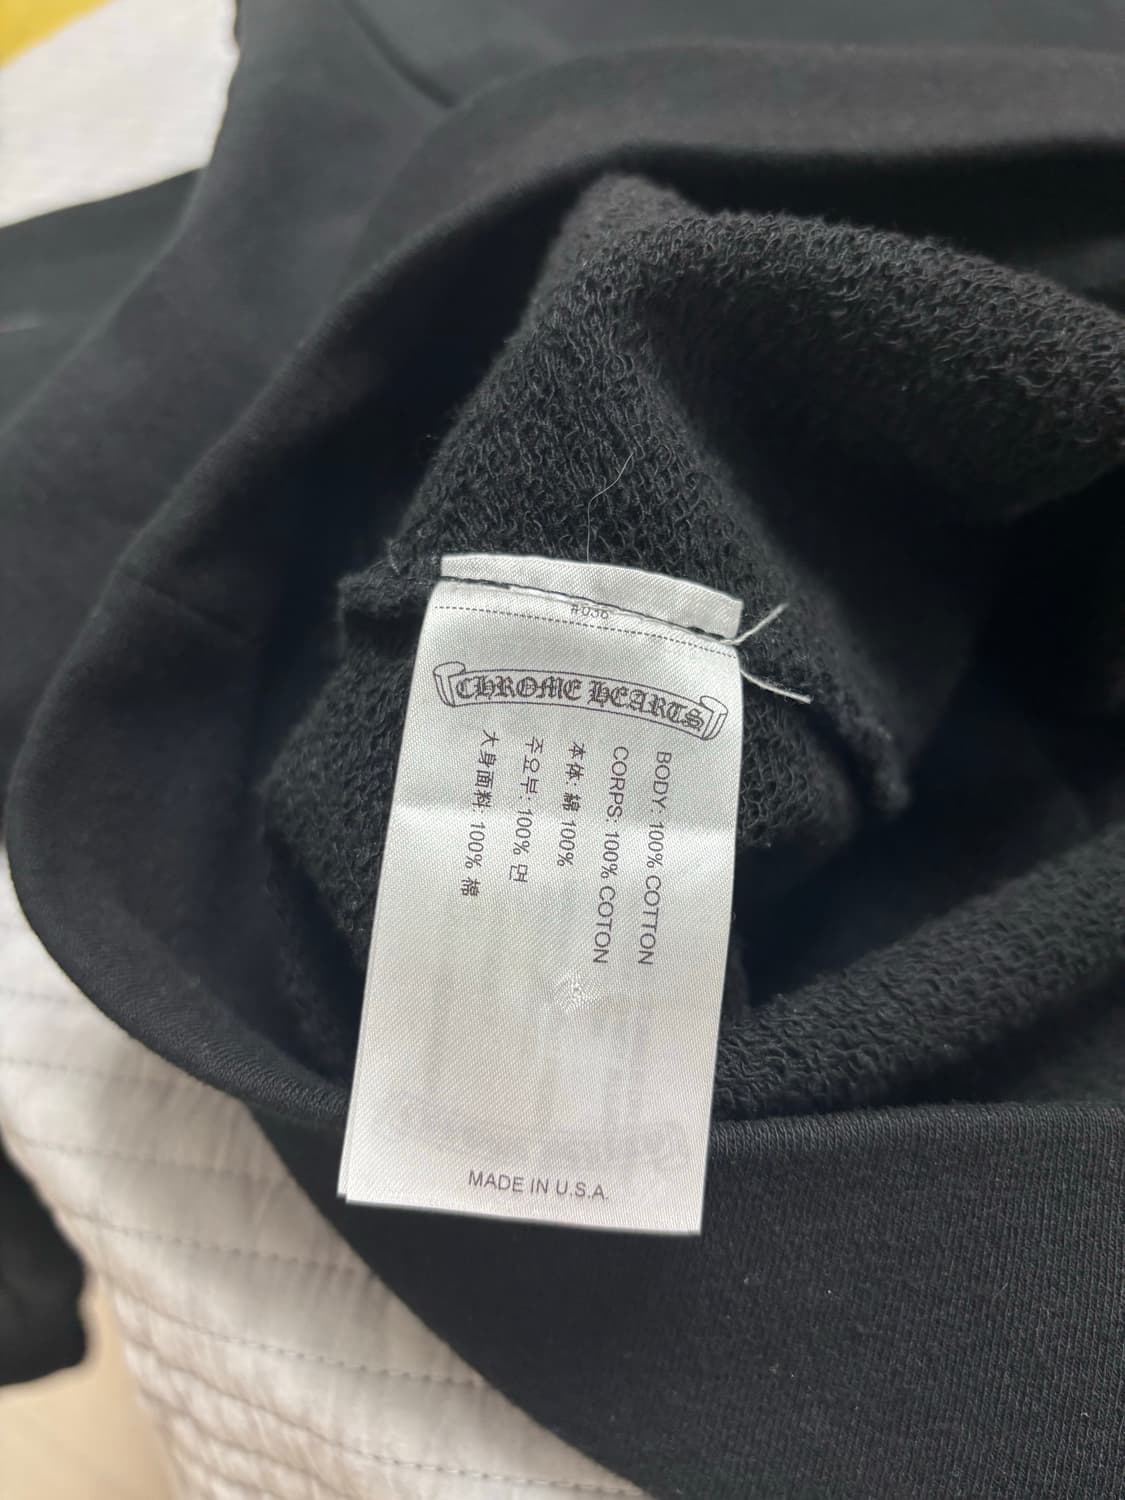 #036
CHROME HEARTS
BODY: 100% COTTON
CORPS: 100% COTON
本体: 綿 100%
주요부: 100% 면
大身面料: 100% 棉
MADE IN U.S.A.